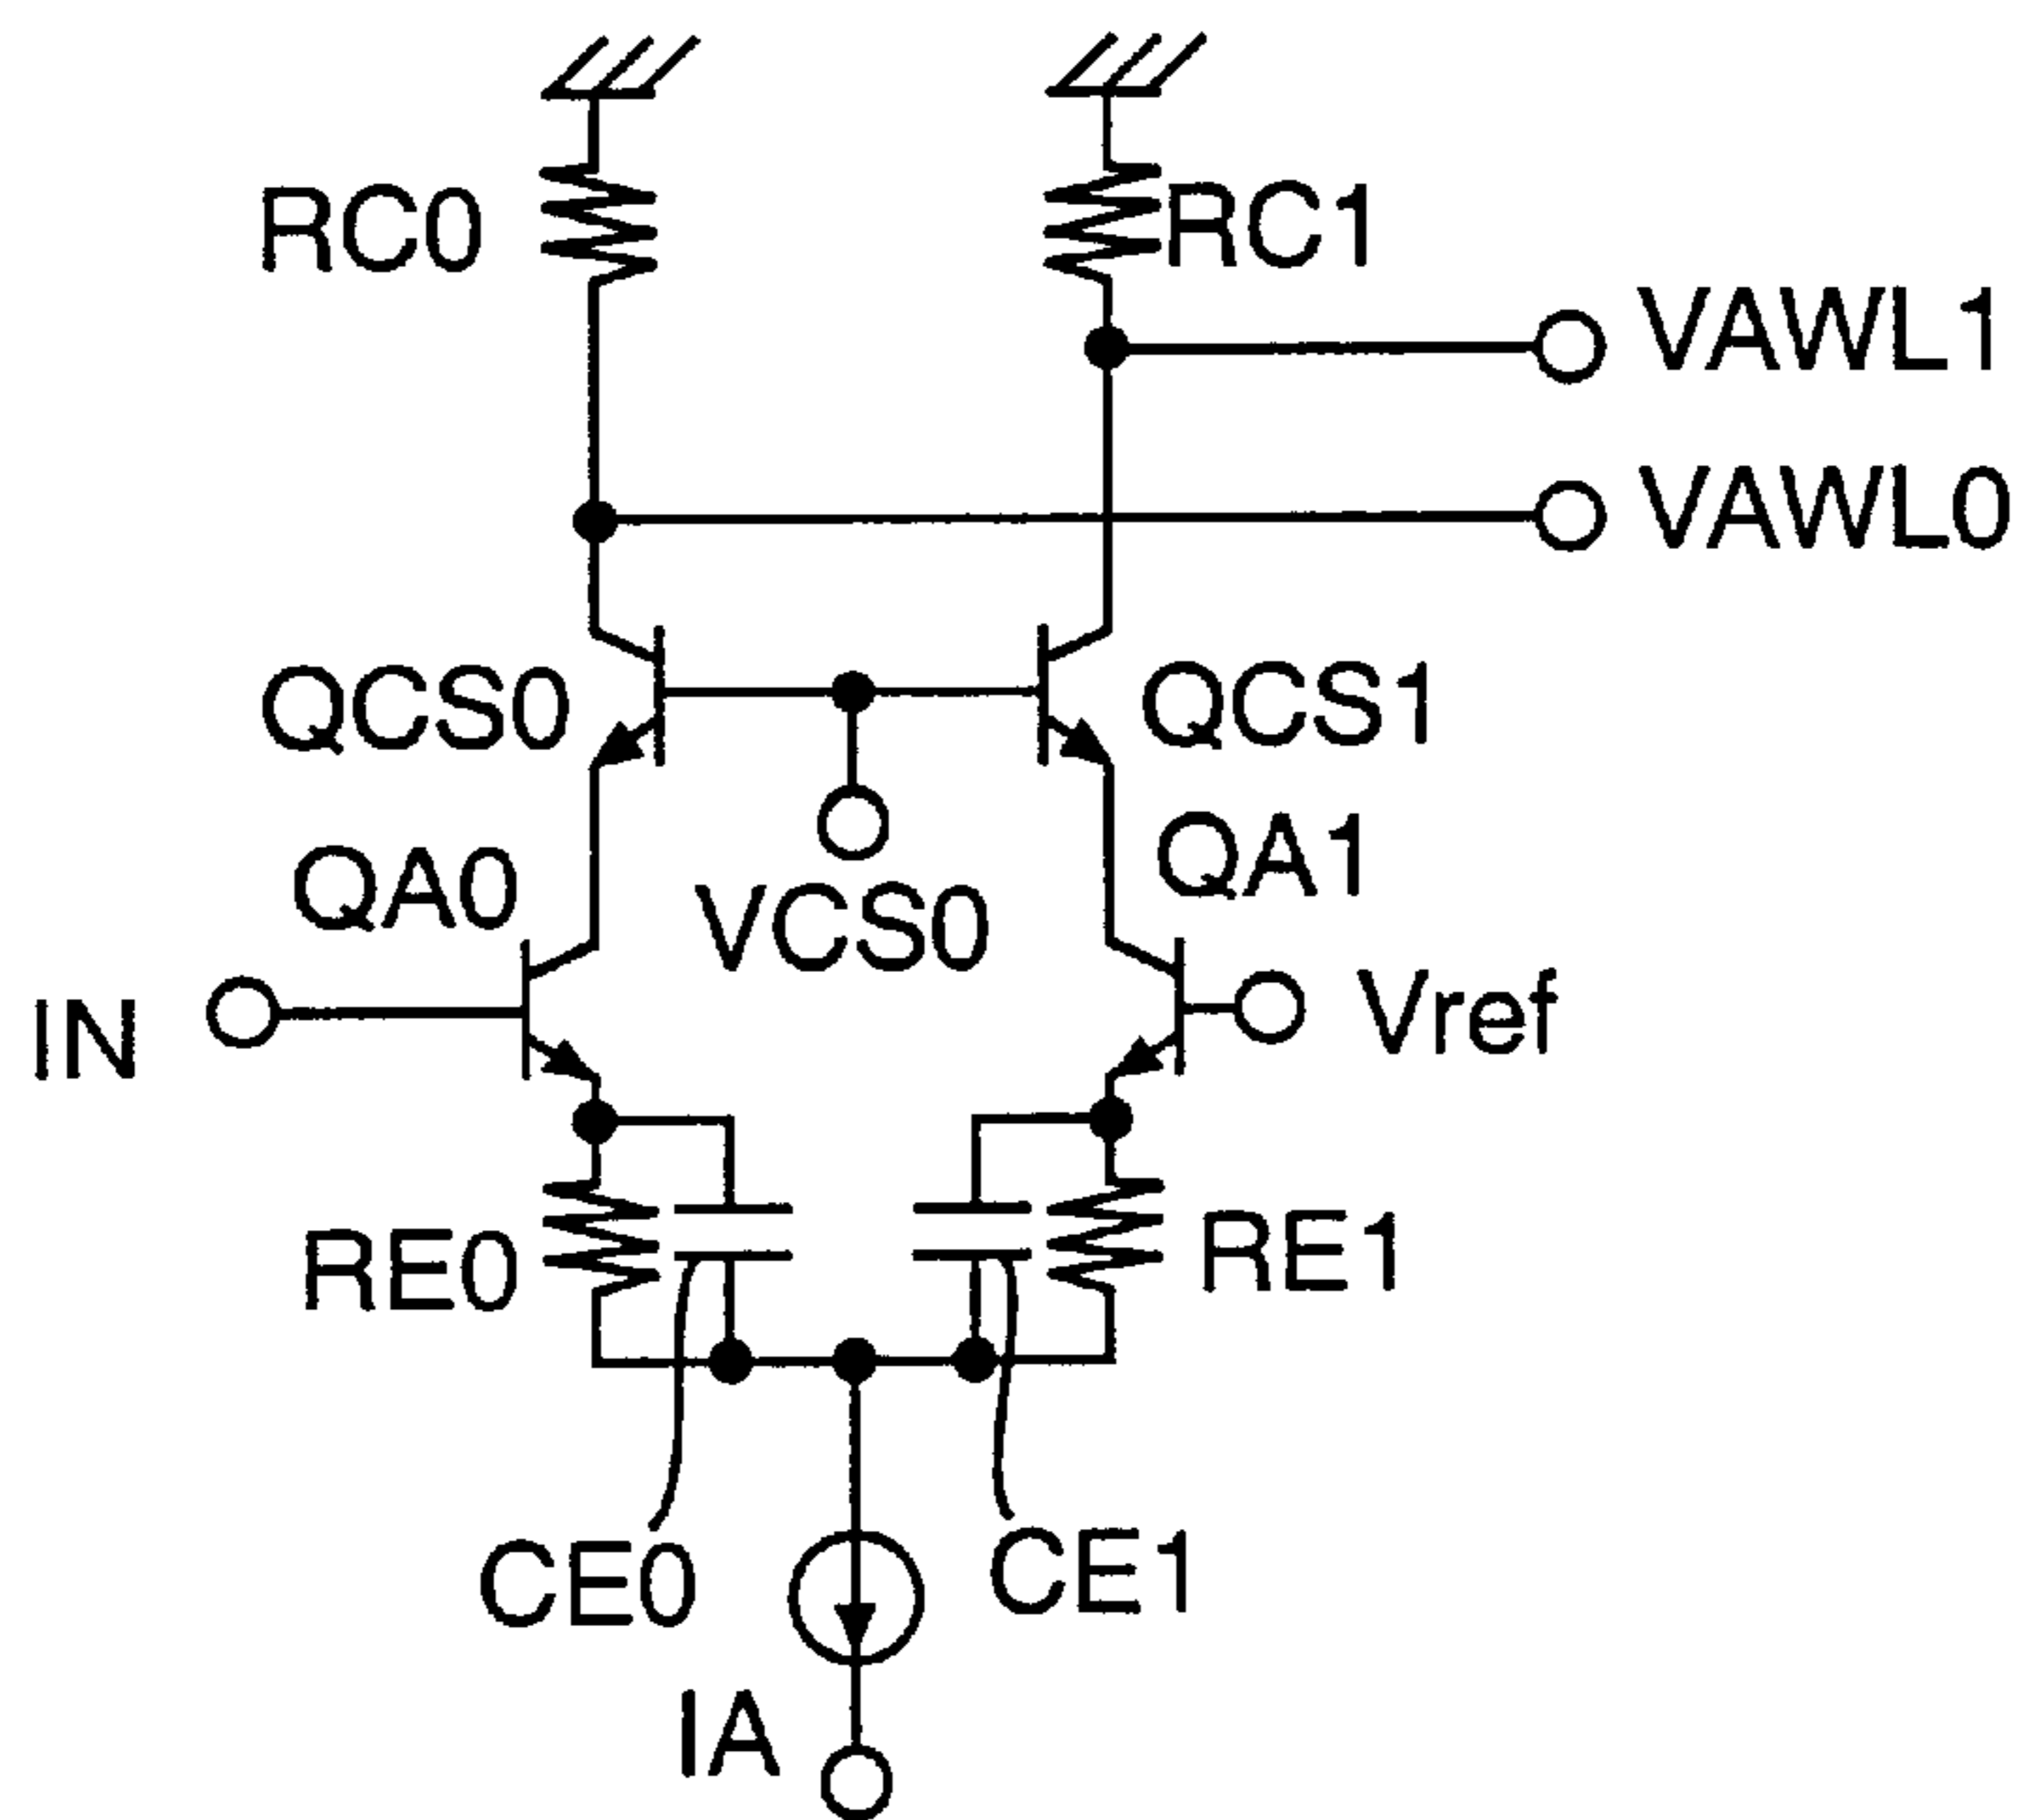 RC0
RC1
VAWL1
VAWL0
QCS0
QCS1
QA0
QA1
VCS0
IN
Vref
RE0
RE1
CE0
CE1
IA